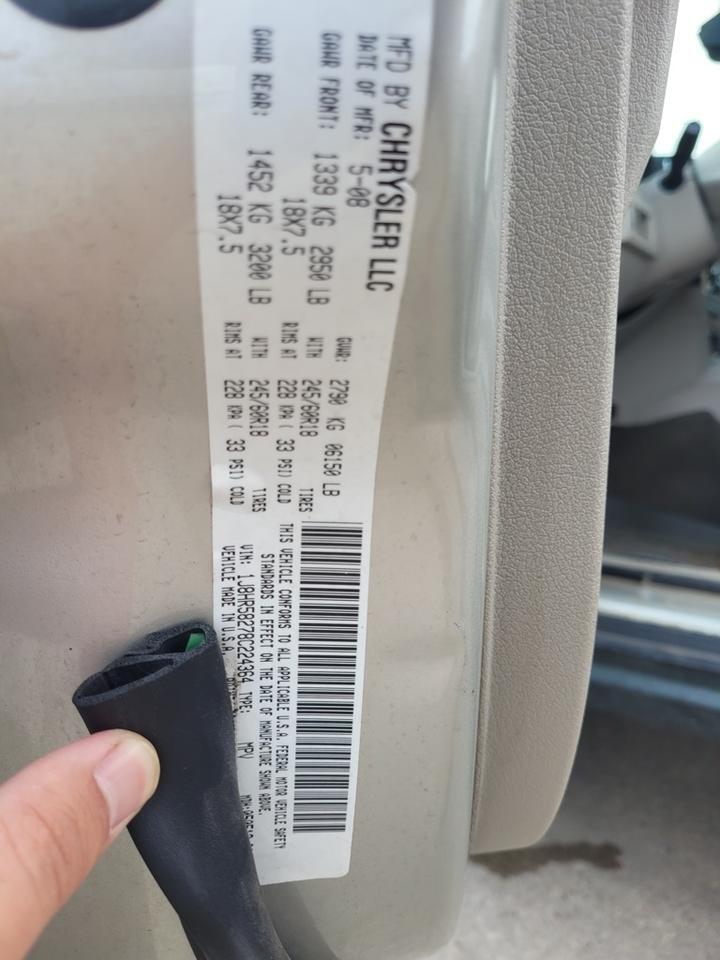 MFD BY CHRYSLER LLC
DATE OF MFR: 5-08
GVWR: 2790 KG 06150 LB
GAWR FRONT: 1339 KG 2950 LB WITH 245/60R18 TIRES
18X7.5 RIMS AT 228 KPA ( 33 PSI) COLD
GAWR REAR: 1452 KG 3200 LB WITH 245/60R18 TIRES
18X7.5 RIMS AT 228 KPA ( 33 PSI) COLD
THIS VEHICLE CONFORMS TO ALL APPLICABLE U.S.A. FEDERAL MOTOR VEHICLE SAFETY
STANDARDS IN EFFECT ON THE DATE OF MANUFACTURE SHOWN ABOVE.
VIN: 1J8HR58278C224364 TYPE: MPV
VEHICLE MADE IN U.S.A.